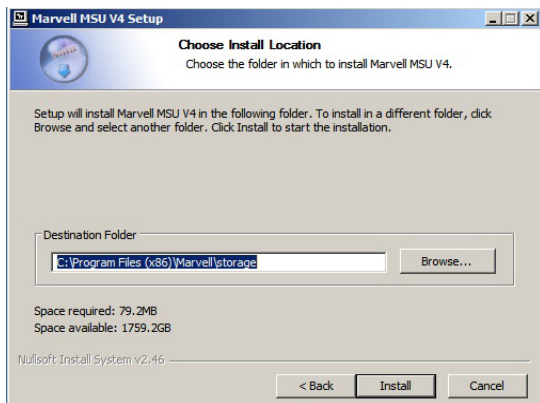 Marvell MSU V4 Setup
Choose Install Location
Choose the folder in which to install Marvell MSU V4.
Setup will install Marvell MSU V4 in the following folder. To install in a different folder, click
Browse and select another folder. Click Install to start the installation.
Destination Folder
C:\Program Files (x86)\Marvell\storage
Browse...
Space required: 79.2MB
Space available: 1759.2GB
Nullsoft Install System v2.46
< Back
Install
Cancel